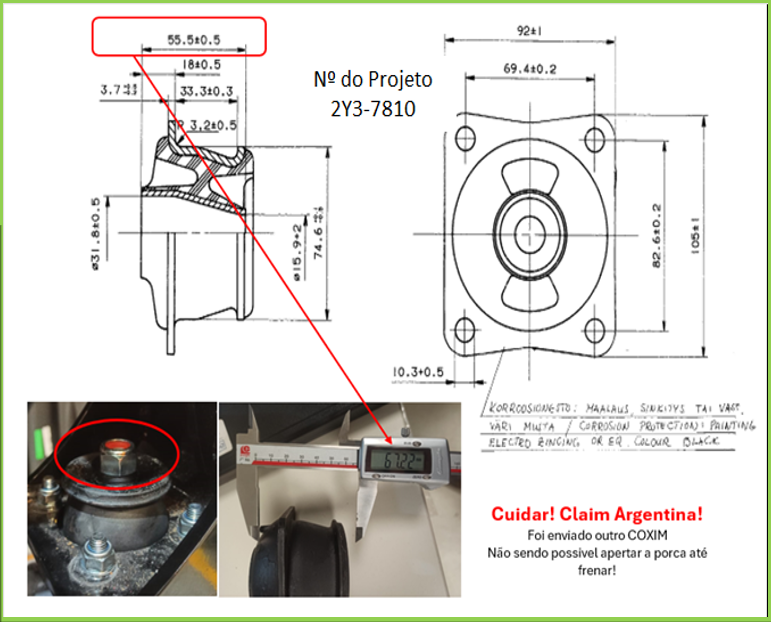 55.5±0.5
18±0.5
3.7
33.3±0.3
R 3,2±0.5
ø31.8±0.5
ø15.9+2
74.6
Nº do Projeto
2Y3-7810
92±1
69.4±0.2
82.6±0.2
105±1
10.3+0.5
KORROOSIONESTO: MAALAUS, SINKITYS TAI VAST.
VÄRI MUSTA / CORROSION PROTECTION: PAINTING
ELECTRO ZINCING OR EQ. COLOUR BLACK
67.22
Cuidar! Claim Argentina!
Foi enviado outro COXIM
Não sendo possivel apertar a porca até
frenar!